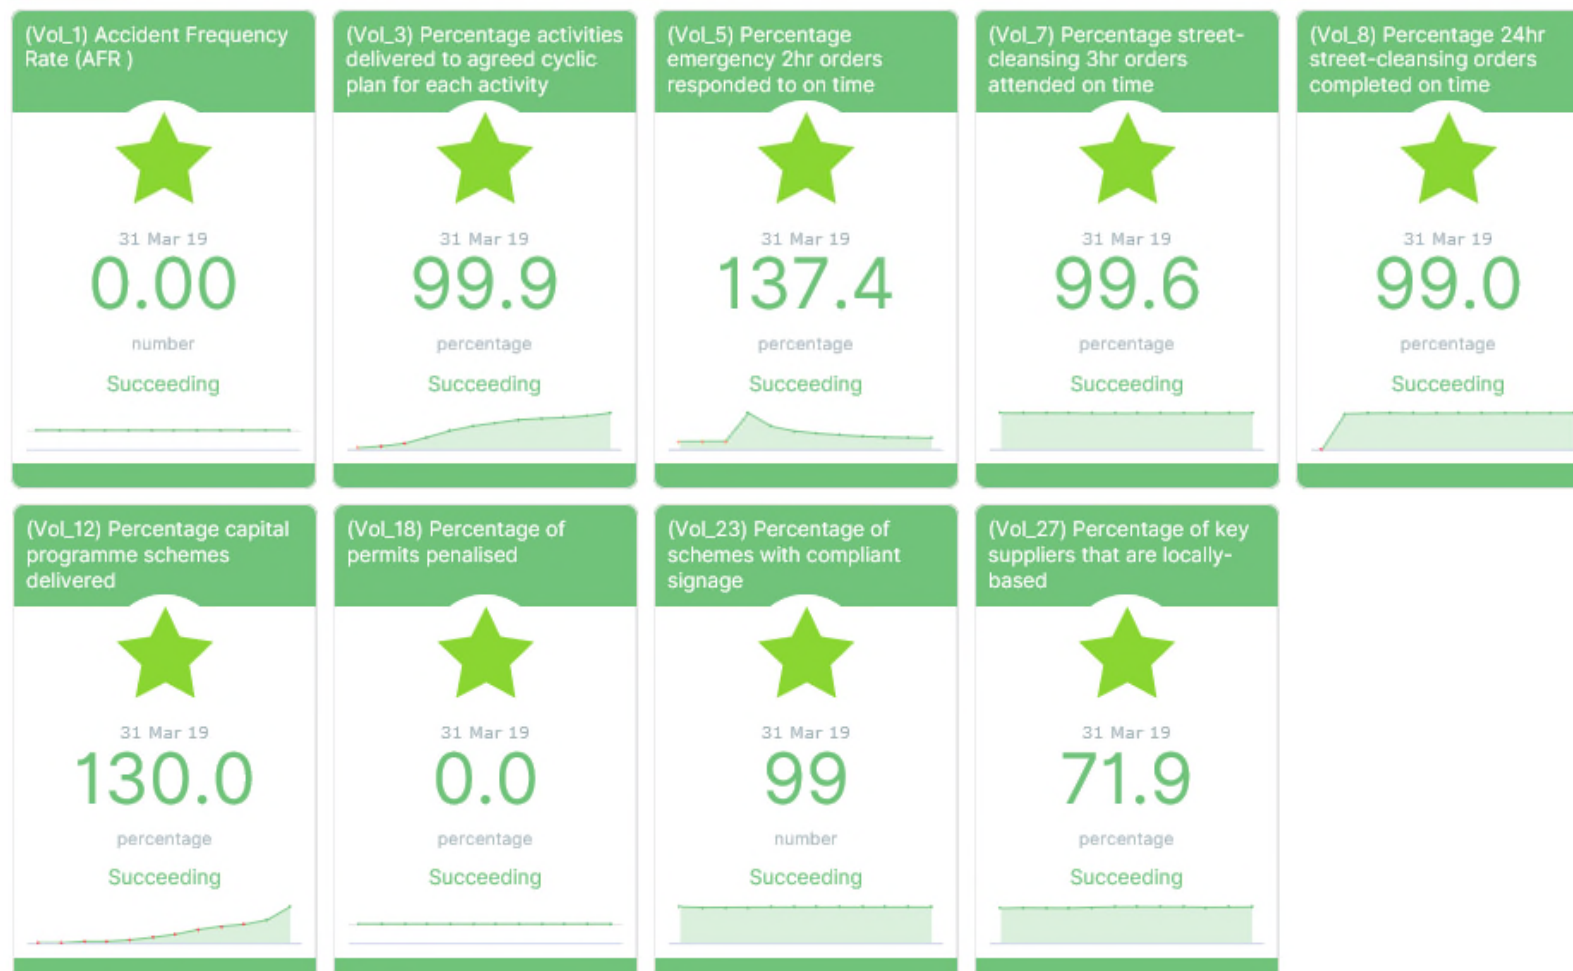 (Vol_1) Accident Frequency
Rate (AFR )
31 Mar 19
0.00
number
Succeeding
(Vol_3) Percentage activities
delivered to agreed cyclic
plan for each activity
31 Mar 19
99.9
percentage
Succeeding
(Vol_5) Percentage
emergency 2hr orders
responded to on time
31 Mar 19
137.4
percentage
Succeeding
(Vol_7) Percentage street-
cleansing 3hr orders
attended on time
31 Mar 19
99.6
percentage
Succeeding
(Vol_8) Percentage 24hr
street-cleansing orders
completed on time
31 Mar 19
99.0
percentage
Succeeding
(Vol_12) Percentage capital
programme schemes
delivered
31 Mar 19
130.0
percentage
Succeeding
(Vol_18) Percentage of
permits penalised
31 Mar 19
0.0
percentage
Succeeding
(Vol_23) Percentage of
schemes with compliant
signage
31 Mar 19
99
number
Succeeding
(Vol_27) Percentage of key
suppliers that are locally-
based
31 Mar 19
71.9
percentage
Succeeding